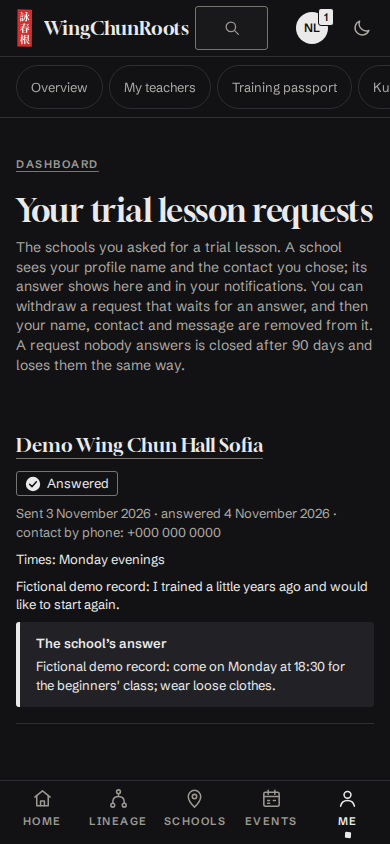 詠春根
WingChunRoots
NL
1
Overview
My teachers
Training passport
Ku
DASHBOARD
Your trial lesson requests
The schools you asked for a trial lesson. A school
sees your profile name and the contact you chose; its
answer shows here and in your notifications. You can
withdraw a request that waits for an answer, and then
your name, contact and message are removed from it.
A request nobody answers is closed after 90 days and
loses them the same way.
Demo Wing Chun Hall Sofia
Answered
Sent 3 November 2026 · answered 4 November 2026 ·
contact by phone: +000 000 0000
Times: Monday evenings
Fictional demo record: I trained a little years ago and would
like to start again.
The school’s answer
Fictional demo record: come on Monday at 18:30 for
the beginners' class; wear loose clothes.
HOME
LINEAGE
SCHOOLS
EVENTS
ME